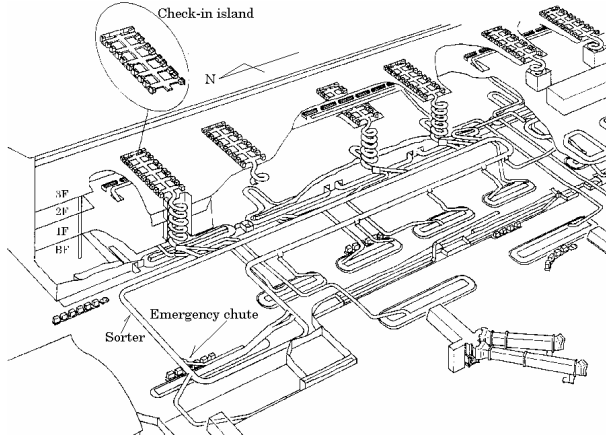 Check-in island
N
3F
2F
1F
BF
Emergency chute
Sorter